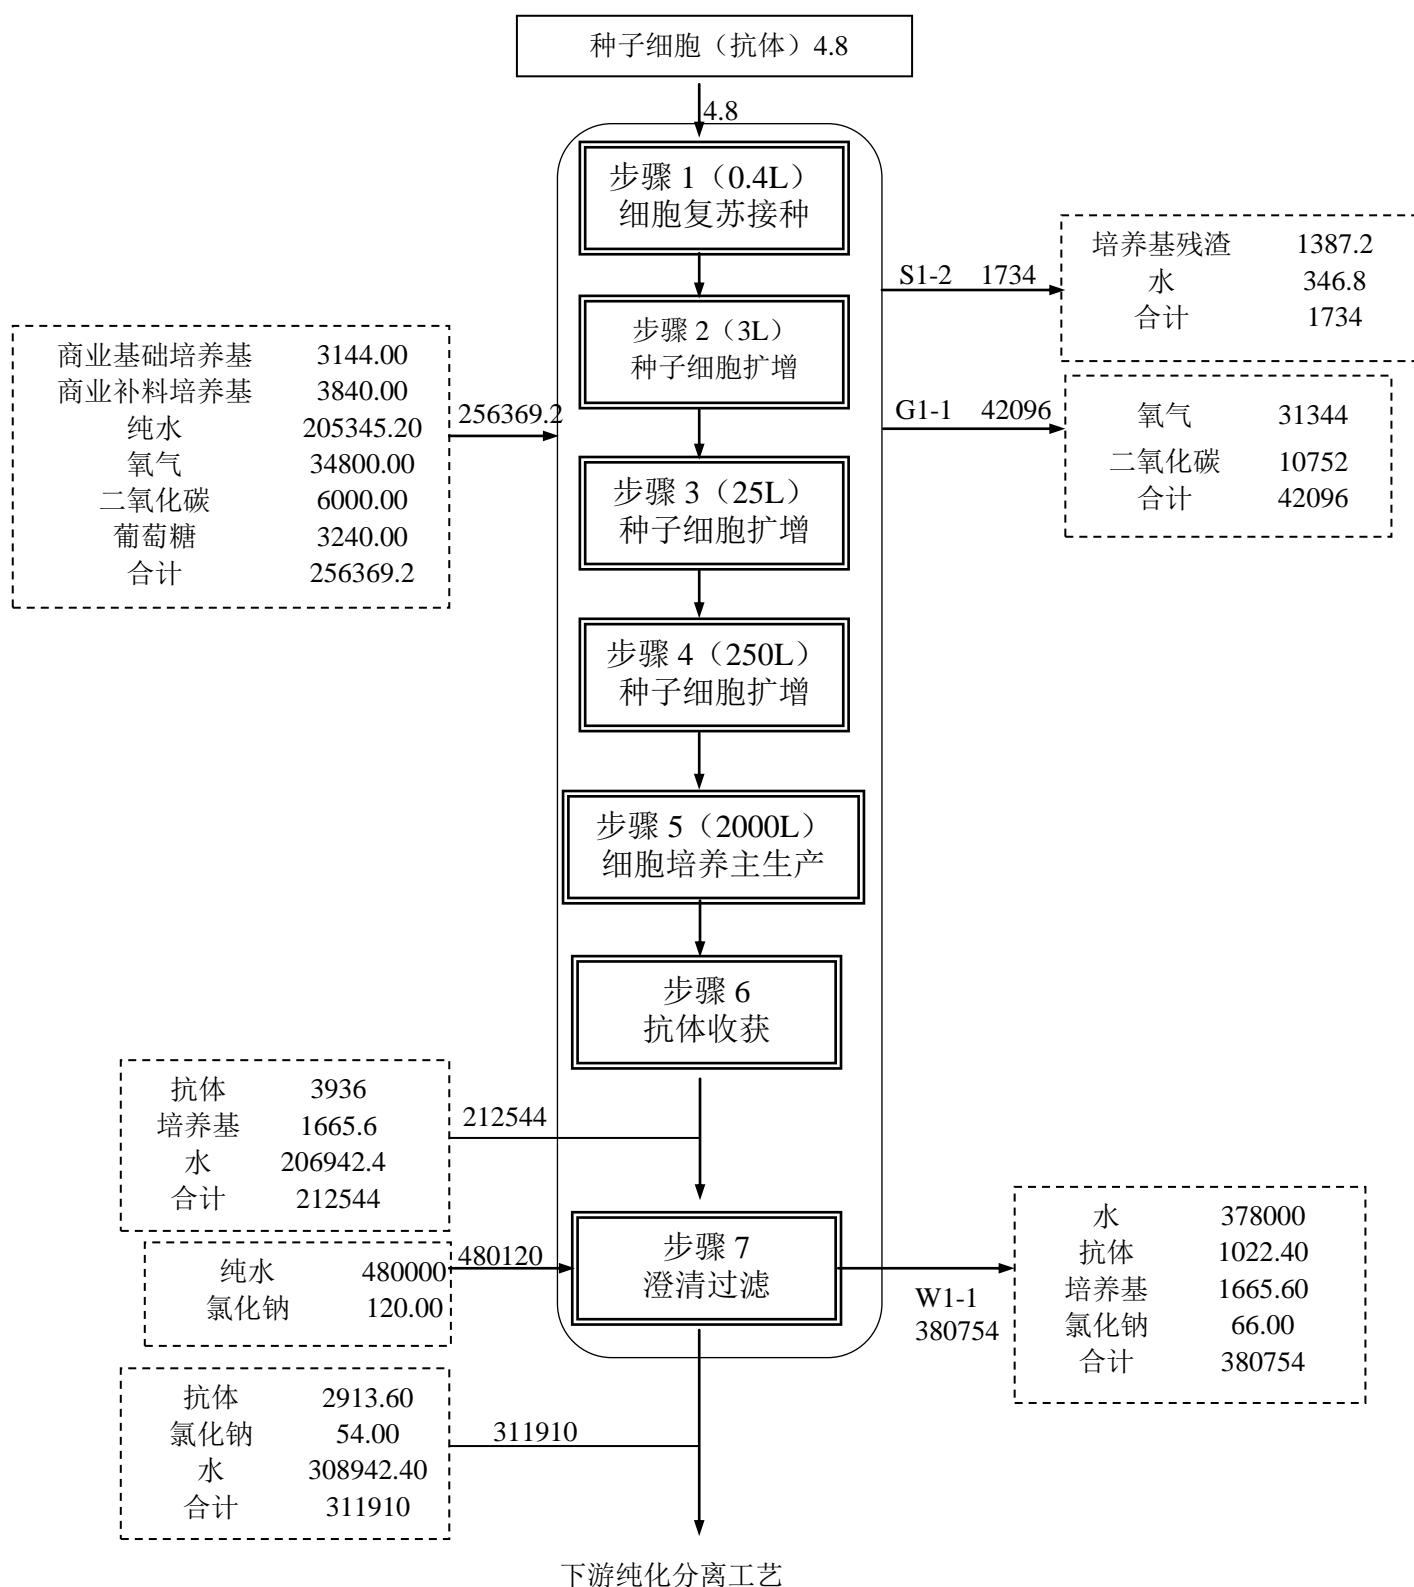 种子细胞（抗体）4.8
4.8
步骤 1（0.4L）
细胞复苏接种
培养基残渣 1387.2
水 346.8
合计 1734
S1-2 1734
步骤 2（3L）
种子细胞扩增
商业基础培养基 3144.00
商业补料培养基 3840.00
纯水 205345.20
氧气 34800.00
二氧化碳 6000.00
葡萄糖 3240.00
合计 256369.2
256369.2
G1-1 42096
氧气 31344
二氧化碳 10752
合计 42096
步骤 3（25L）
种子细胞扩增
步骤 4（250L）
种子细胞扩增
步骤 5（2000L）
细胞培养主生产
步骤 6
抗体收获
抗体 3936
培养基 1665.6
水 206942.4
合计 212544
212544
纯水 480000
氯化钠 120.00
480120
步骤 7
澄清过滤
W1-1
380754
水 378000
抗体 1022.40
培养基 1665.60
氯化钠 66.00
合计 380754
抗体 2913.60
氯化钠 54.00
水 308942.40
合计 311910
311910
下游纯化分离工艺